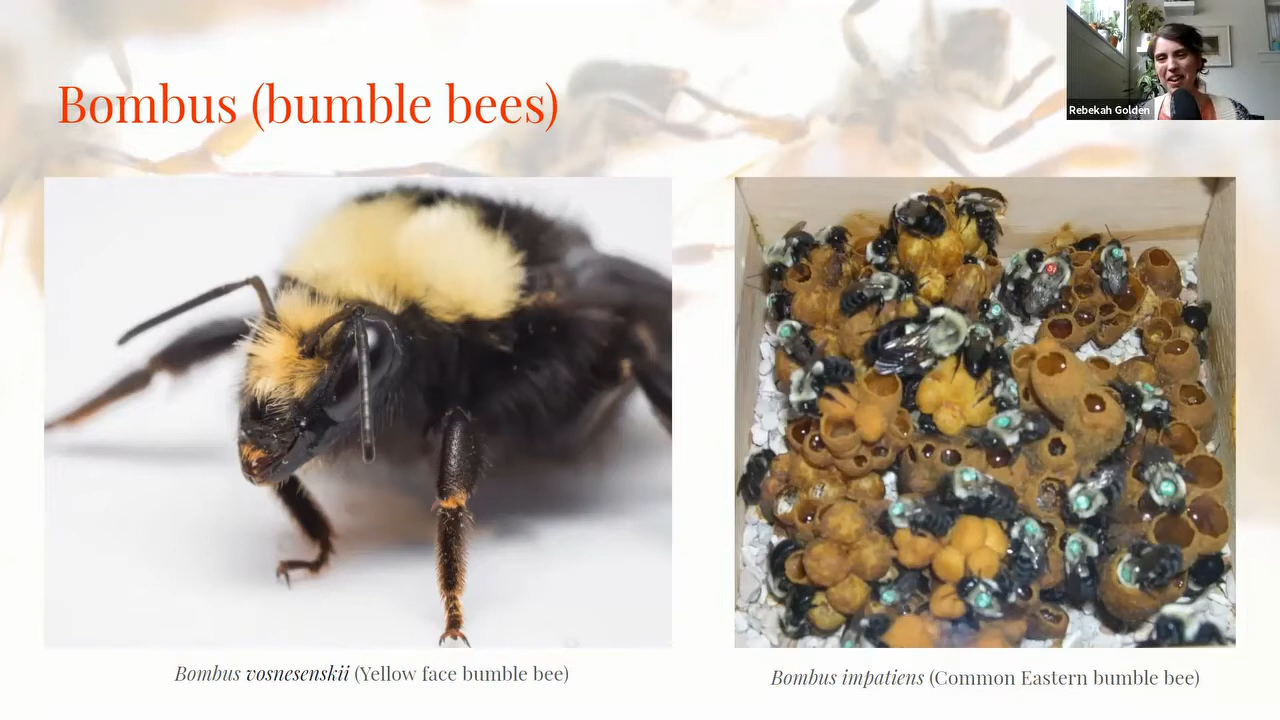 Bombus (bumble bees)
Rebekah Golden
Bombus vosnesenskii (Yellow face bumble bee)
Bombus impatiens (Common Eastern bumble bee)